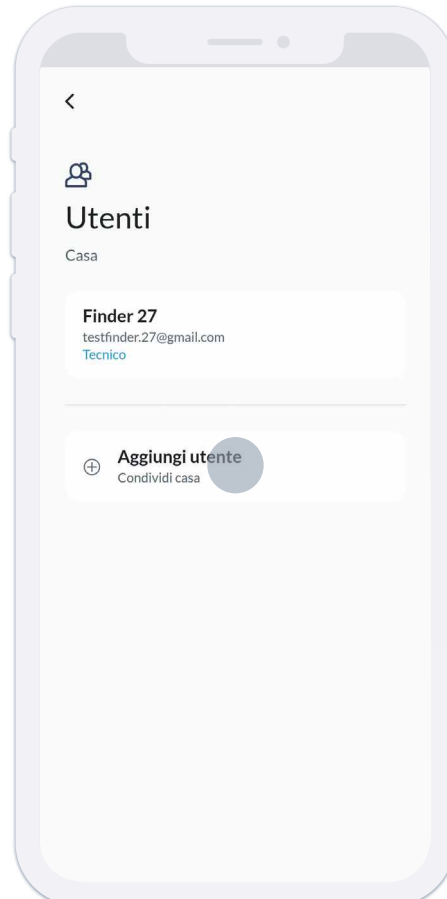 Utenti
Casa
Finder 27
testfinder.27@gmail.com
Tecnico
Aggiungi utente
Condividi casa